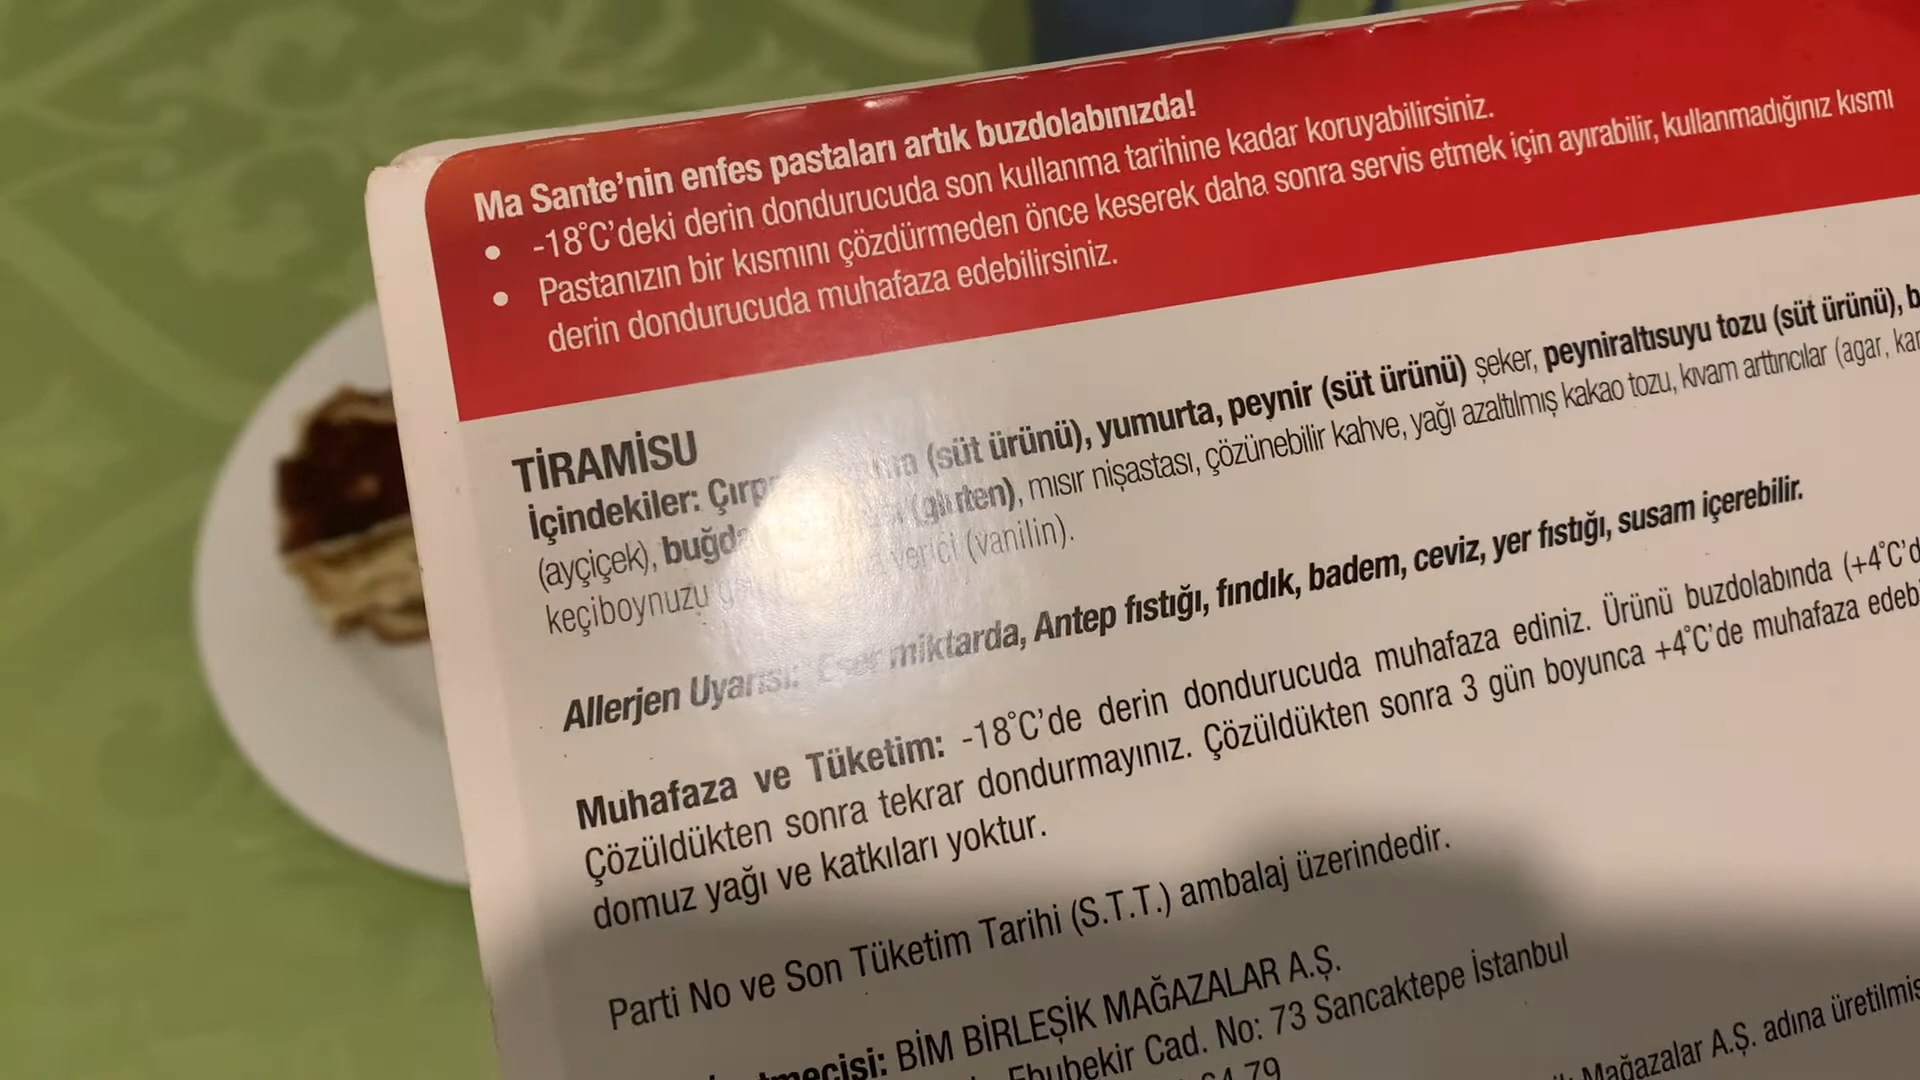 Ma Sante'nin enfes pastaları artık buzdolabınızda!
• -18°C'deki derin dondurucuda son kullanma tarihine kadar koruyabilirsiniz.
• Pastanızın bir kısmını çözdürmeden önce keserek daha sonra servis etmek için ayırabilir, kullanmadığınız kısmı
derin dondurucuda muhafaza edebilirsiniz.
TİRAMİSU
İçindekiler: (süt ürünü), yumurta, peynir (süt ürünü) şeker, peyniraltısuyu tozu (süt ürünü),
(ayçiçek), (gluten), mısır nişastası, çözünebilir kahve, yağı azaltılmış kakao tozu, kıvam arttırıcılar (agar,
keçiboynuzu verici (vanilin).
Allerjen Uyarısı: Eser miktarda, Antep fıstığı, fındık, badem, ceviz, yer fıstığı, susam içerebilir.
Muhafaza ve Tüketim: -18°C'de derin dondurucuda muhafaza ediniz. Ürünü buzdolabında (+4°C'd
Çözüldükten sonra tekrar dondurmayınız. Çözüldükten sonra 3 gün boyunca +4°C'de muhafaza edeb
domuz yağı ve katkıları yoktur.
Parti No ve Son Tüketim Tarihi (S.T.T.) ambalaj üzerindedir.
BİM BİRLEŞİK MAĞAZALAR A.Ş.
Ebubekir Cad. No: 73 Sancaktepe İstanbul
Mağazalar A.Ş. adına üretilmiş